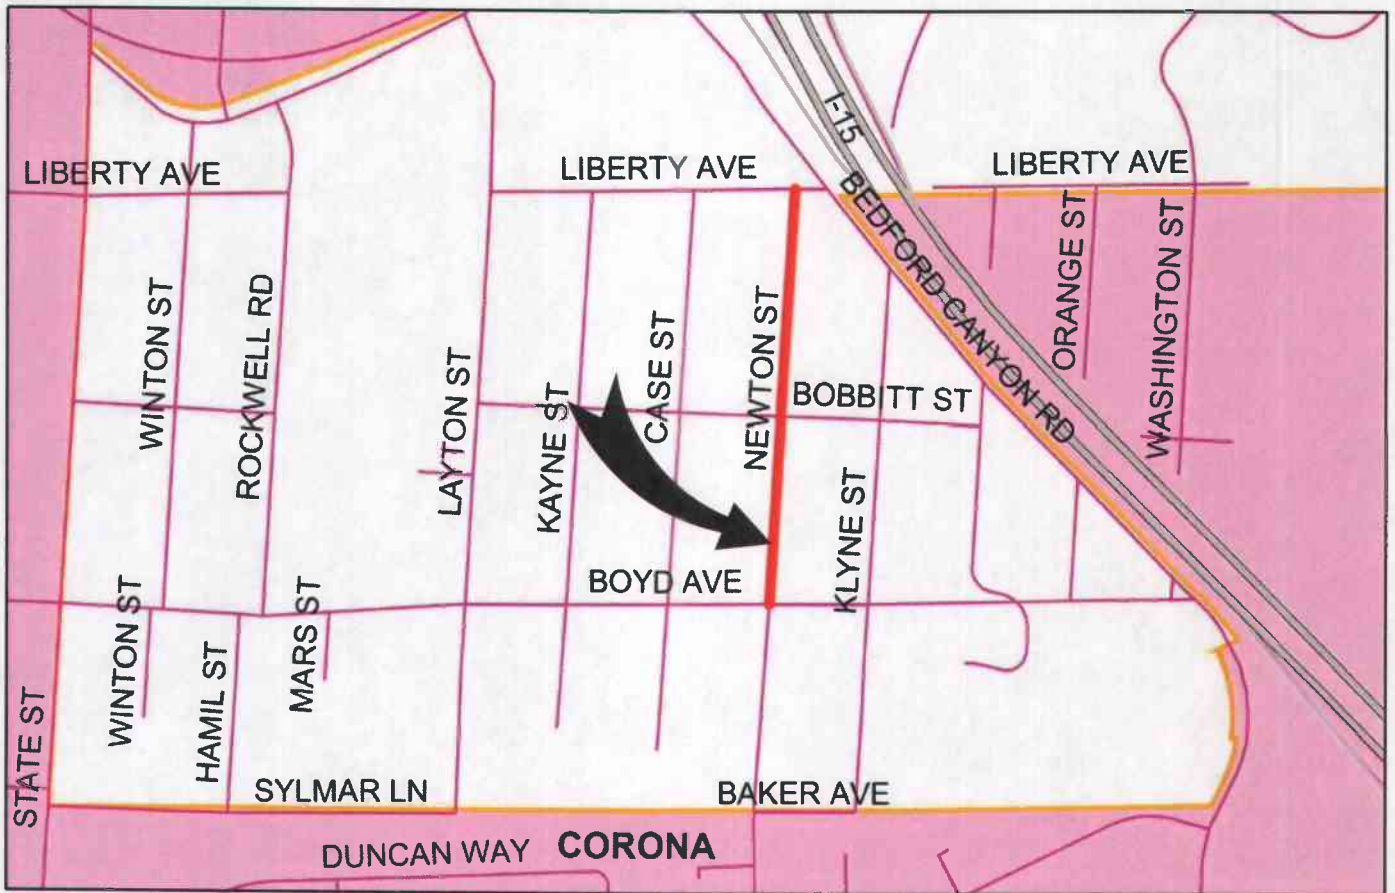 I-15
LIBERTY AVE
LIBERTY AVE
LIBERTY AVE
BEDFORD CANYON RD
WINTON ST
ROCKWELL RD
LAYTON ST
KAYNE ST
CASE ST
NEWTON ST
BOBBITT ST
ORANGE ST
WASHINGTON ST
KLYNE ST
BOYD AVE
WINTON ST
HAMIL ST
MARS ST
STATE ST
SYLMAR LN
BAKER AVE
DUNCAN WAY
CORONA